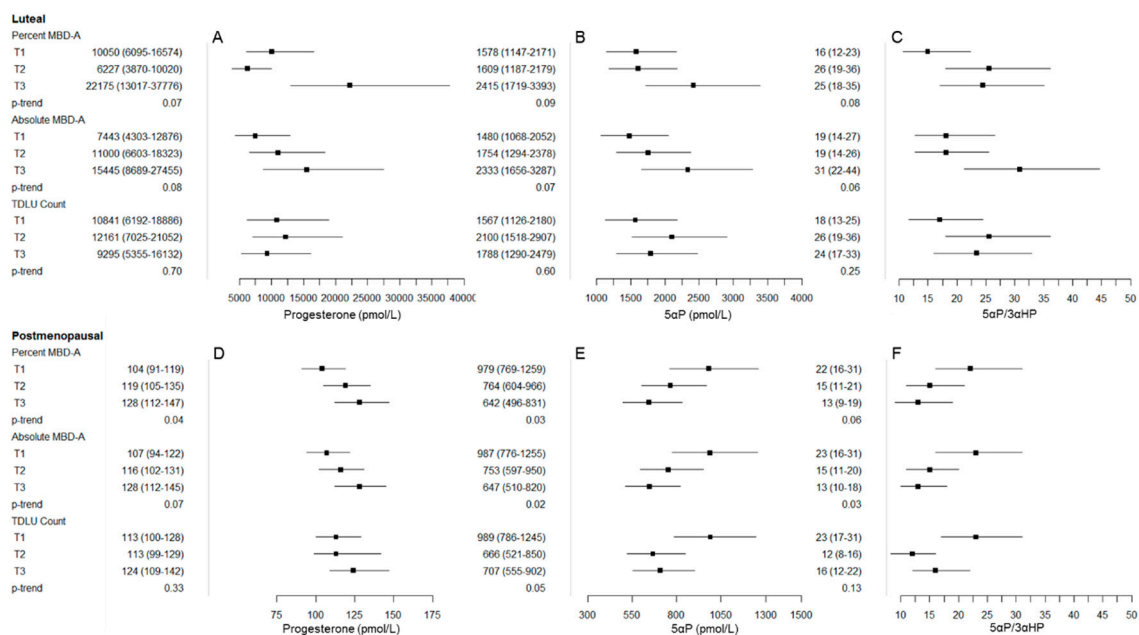 Luteal
Percent MBD-A A B C
T1 10050 (6095-16574) 1578 (1147-2171) 16 (12-23)
T2 6227 (3870-10020) 1609 (1187-2179) 26 (19-36)
T3 22175 (13017-37776) 2415 (1719-3393) 25 (18-35)
p-trend 0.07 0.09 0.08
Absolute MBD-A
T1 7443 (4303-12876) 1480 (1068-2052) 19 (14-27)
T2 11000 (6603-18323) 1754 (1294-2378) 19 (14-26)
T3 15445 (8689-27455) 2333 (1656-3287) 31 (22-44)
p-trend 0.08 0.07 0.06
TDLU Count
T1 10841 (6192-18886) 1567 (1126-2180) 18 (13-25)
T2 12161 (7025-21052) 2100 (1518-2907) 26 (19-36)
T3 9295 (5355-16132) 1788 (1290-2479) 24 (17-33)
p-trend 0.70 0.60 0.25
5000 10000 15000 20000 25000 30000 35000 40000 1000 1500 2000 2500 3000 3500 4000 10 15 20 25 30 35 40 45 50
Progesterone (pmol/L) 5αP (pmol/L) 5αP/3αHP
Postmenopausal
Percent MBD-A D E F
T1 104 (91-119) 979 (769-1259) 22 (16-31)
T2 119 (105-135) 764 (604-966) 15 (11-21)
T3 128 (112-147) 642 (496-831) 13 (9-19)
p-trend 0.04 0.03 0.06
Absolute MBD-A
T1 107 (94-122) 987 (776-1255) 23 (16-31)
T2 116 (102-131) 753 (597-950) 15 (11-20)
T3 128 (112-145) 647 (510-820) 13 (10-18)
p-trend 0.07 0.02 0.03
TDLU Count
T1 113 (100-128) 989 (786-1245) 23 (17-31)
T2 113 (99-129) 666 (521-850) 12 (8-16)
T3 124 (109-142) 707 (555-902) 16 (12-22)
p-trend 0.33 0.05 0.13
75 100 125 150 175 300 550 800 1050 1300 1500 10 15 20 25 30 35 40 45 50
Progesterone (pmol/L) 5αP (pmol/L) 5αP/3αHP